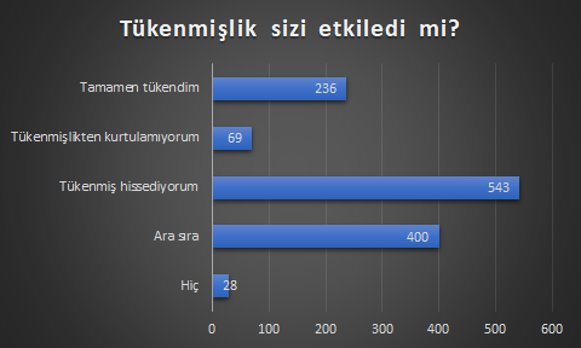 Tükenmişlik sizi etkiledi mi?
Tamamen tükendim 236
Tükenmişlikten kurtulamıyorum 69
Tükenmiş hissediyorum 543
Ara sıra 400
Hiç 28
0 100 200 300 400 500 600